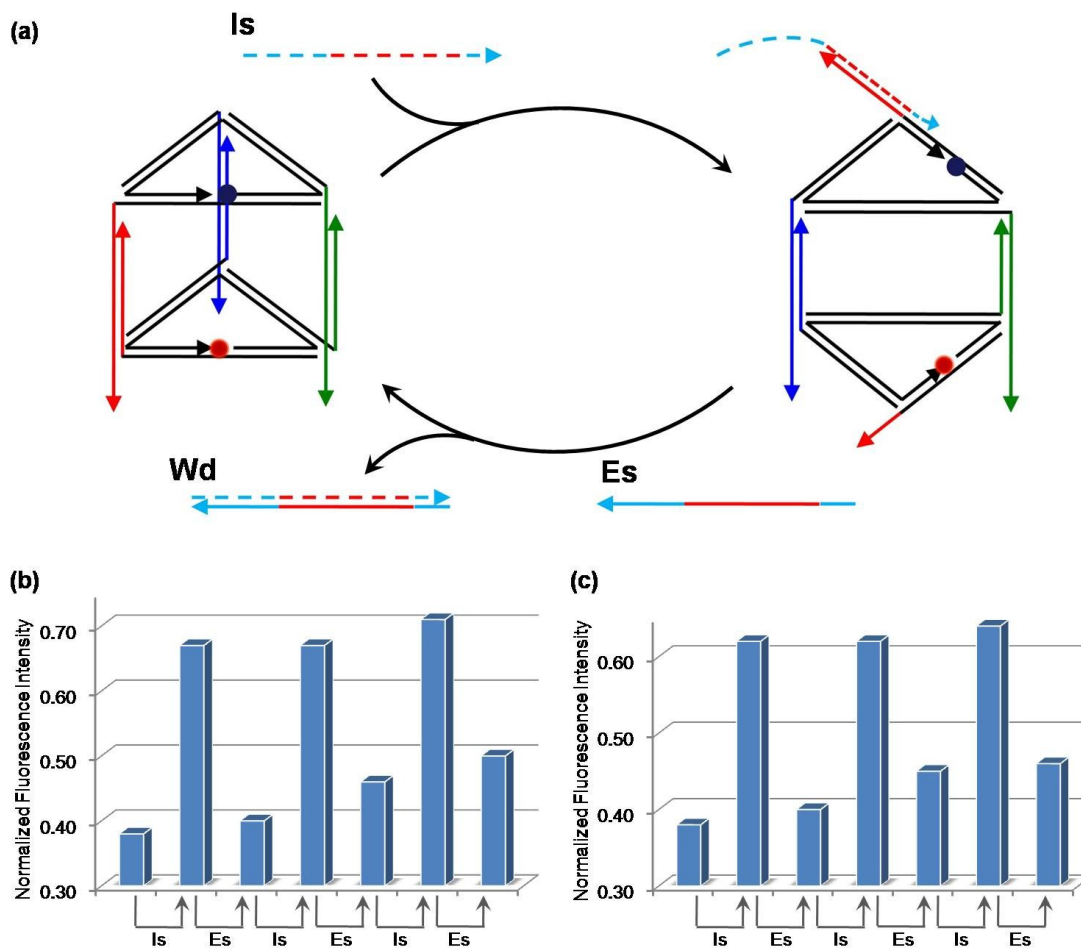 (a)
Is
Wd
Es
(b)
Normalized Fluorescence Intensity
0.70
0.60
0.50
0.40
0.30
Is
Es
Is
Es
Is
Es
(c)
Normalized Fluorescence Intensity
0.60
0.50
0.40
0.30
Is
Es
Is
Es
Is
Es